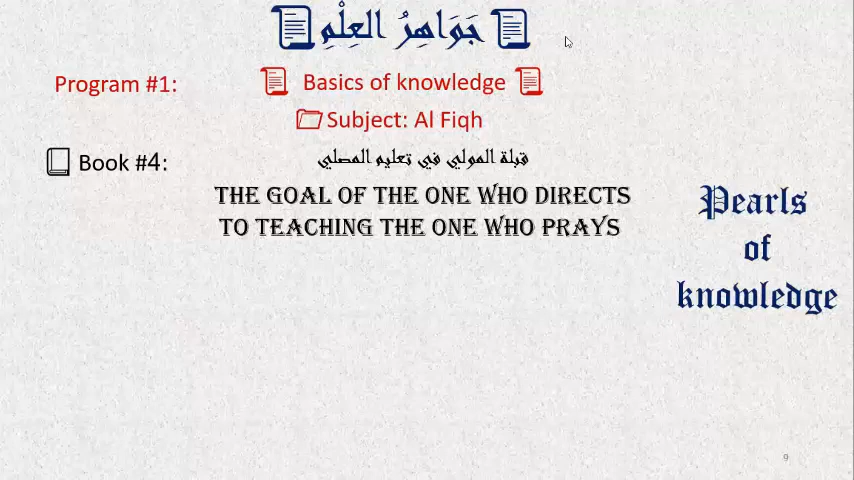 جَوَاهِرُ العِلْمِ
Program #1:
Basics of knowledge
Subject: Al Fiqh
Book #4:
قبلة المولي في تعليم المصلي
THE GOAL OF THE ONE WHO DIRECTS
TO TEACHING THE ONE WHO PRAYS
Pearls
of
knowledge
9